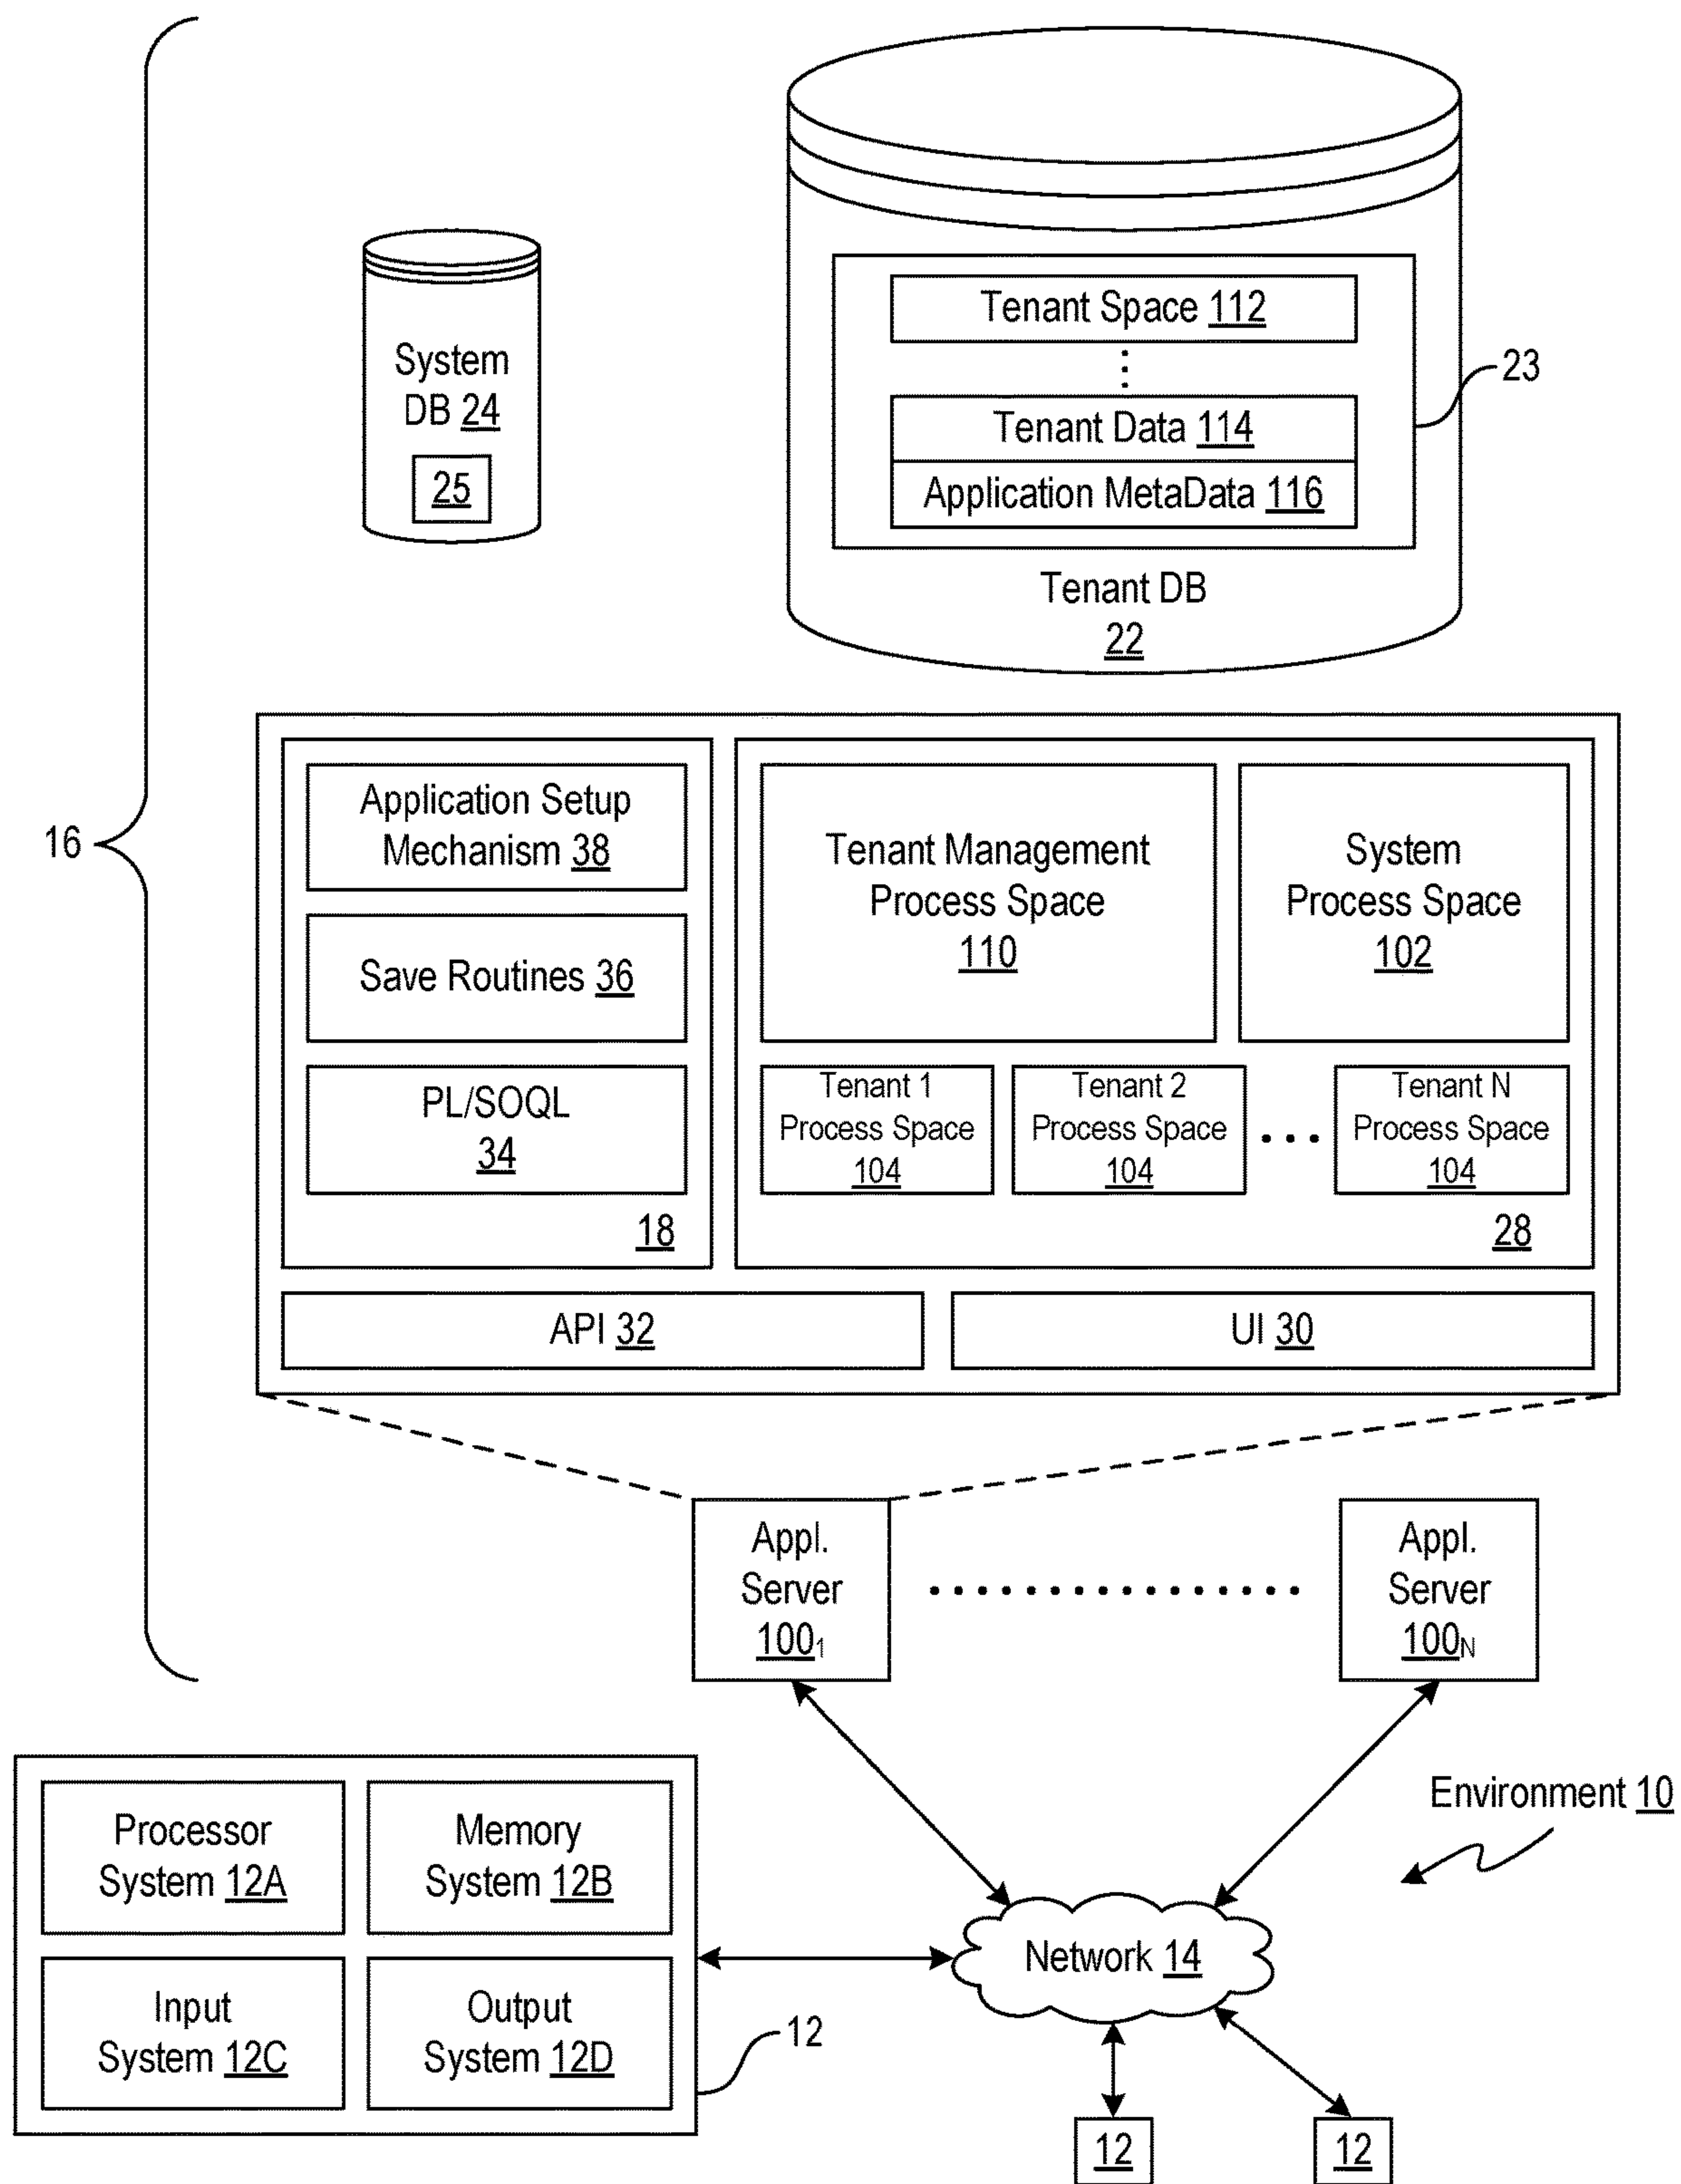 Tenant Space 112
System
DB 24
25
Tenant Data 114
Application MetaData 116
23
Tenant DB
22
16
Application Setup
Mechanism 38
Save Routines 36
PL/SOQL
34
18
Tenant Management
Process Space
110
System
Process Space
102
Tenant 1
Process Space
104
Tenant 2
Process Space
104
Tenant N
Process Space
104
28
API 32
UI 30
Appl.
Server
100₁
Appl.
Server
100N
Environment 10
Processor
System 12A
Memory
System 12B
Input
System 12C
Output
System 12D
12
Network 14
12
12